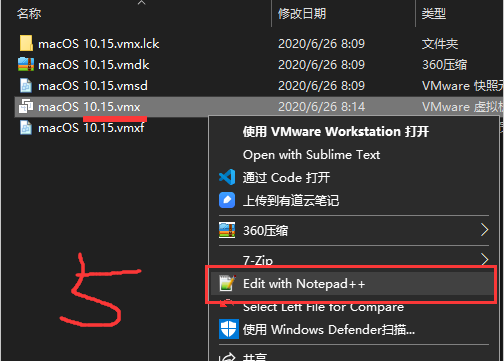 名称 修改日期 类型
macOS 10.15.vmx.lck 2020/6/26 8:09 文件夹
macOS 10.15.vmdk 2020/6/26 8:09 360压缩
macOS 10.15.vmsd 2020/6/26 8:09 VMware 快照元
macOS 10.15.vmx 2020/6/26 8:14 VMware 虚拟
macOS 10.15.vmxf
使用 VMware Workstation 打开
Open with Sublime Text
通过 Code 打开
上传到有道云笔记
360压缩
7-Zip
5
Edit with Notepad++
Select Left File for Compare
使用 Windows Defender扫描...
共享